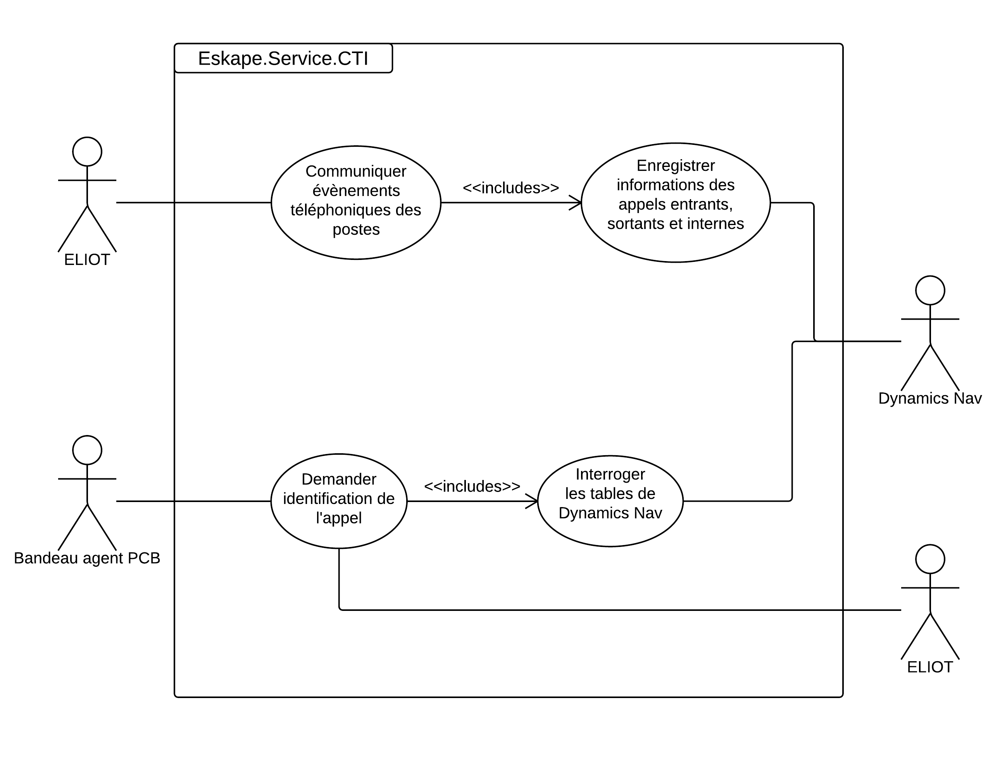 Eskape.Service.CTI
Communiquer
évènements
téléphoniques des
postes
<<includes>>
Enregistrer
informations des
appels entrants,
sortants et internes
ELIOT
Dynamics Nav
Demander
identification de
l'appel
<<includes>>
Interroger
les tables de
Dynamics Nav
Bandeau agent PCB
ELIOT